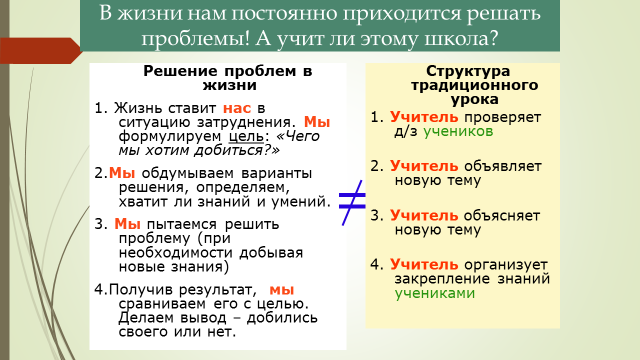 В жизни нам постоянно приходится решать
проблемы! А учит ли этому школа?
Решение проблем в
жизни
1. Жизнь ставит нас в
ситуацию затруднения. Мы
формулируем цель: «Чего
мы хотим добиться?»
2.Мы обдумываем варианты
решения, определяем,
хватит ли знаний и умений.
3. Мы пытаемся решить
проблему (при
необходимости добывая
новые знания)
4.Получив результат, мы
сравниваем его с целью.
Делаем вывод – добились
своего или нет.
≠
Структура
традиционного
урока
1. Учитель проверяет
д/з учеников
2. Учитель объявляет
новую тему
3. Учитель объясняет
новую тему
4. Учитель организует
закрепление знаний
учениками